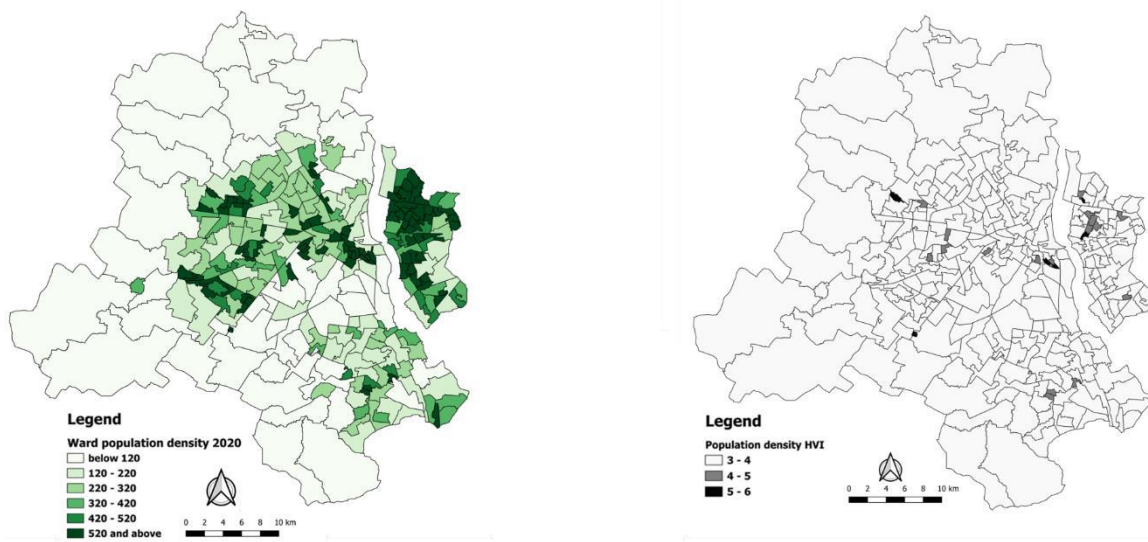 Legend
Ward population density 2020
below 120
120 - 220
220 - 320
320 - 420
420 - 520
520 and above
0 2 4 6 8 10 km
Legend
Population density HVI
3 - 4
4 - 5
5 - 6
0 2 4 6 8 10 km